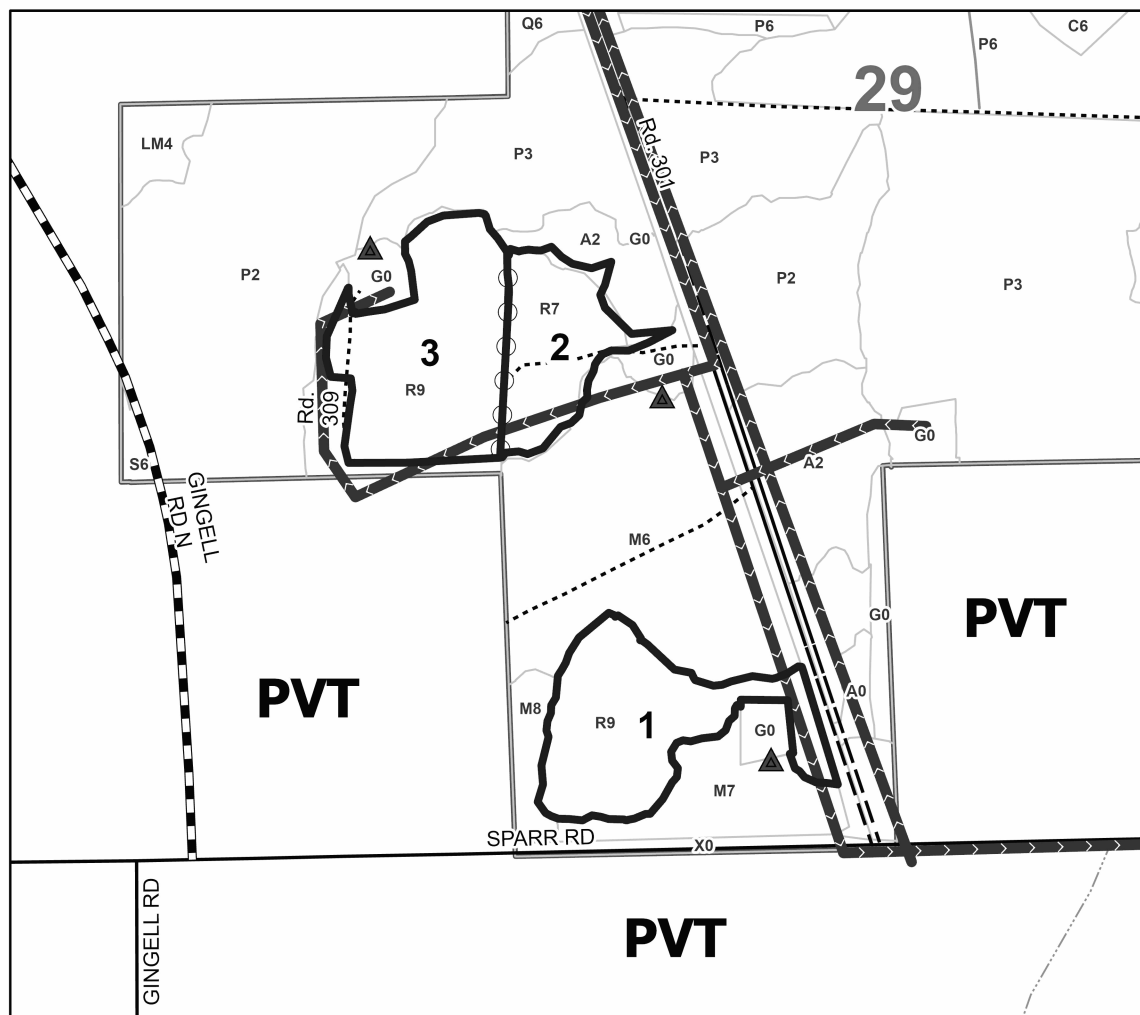 Q6
P6
C6
P6
29
LM4
Rd. 301
P3
P3
A2
G0
P2
G0
P2
P3
R7
3
2
G0
R9
Rd.
309
G0
A2
S6
GINGELL
RD N
M6
G0
PVT
PVT
A0
M8
R9
1
G0
M7
SPARR RD
X0
GINGELL RD
PVT